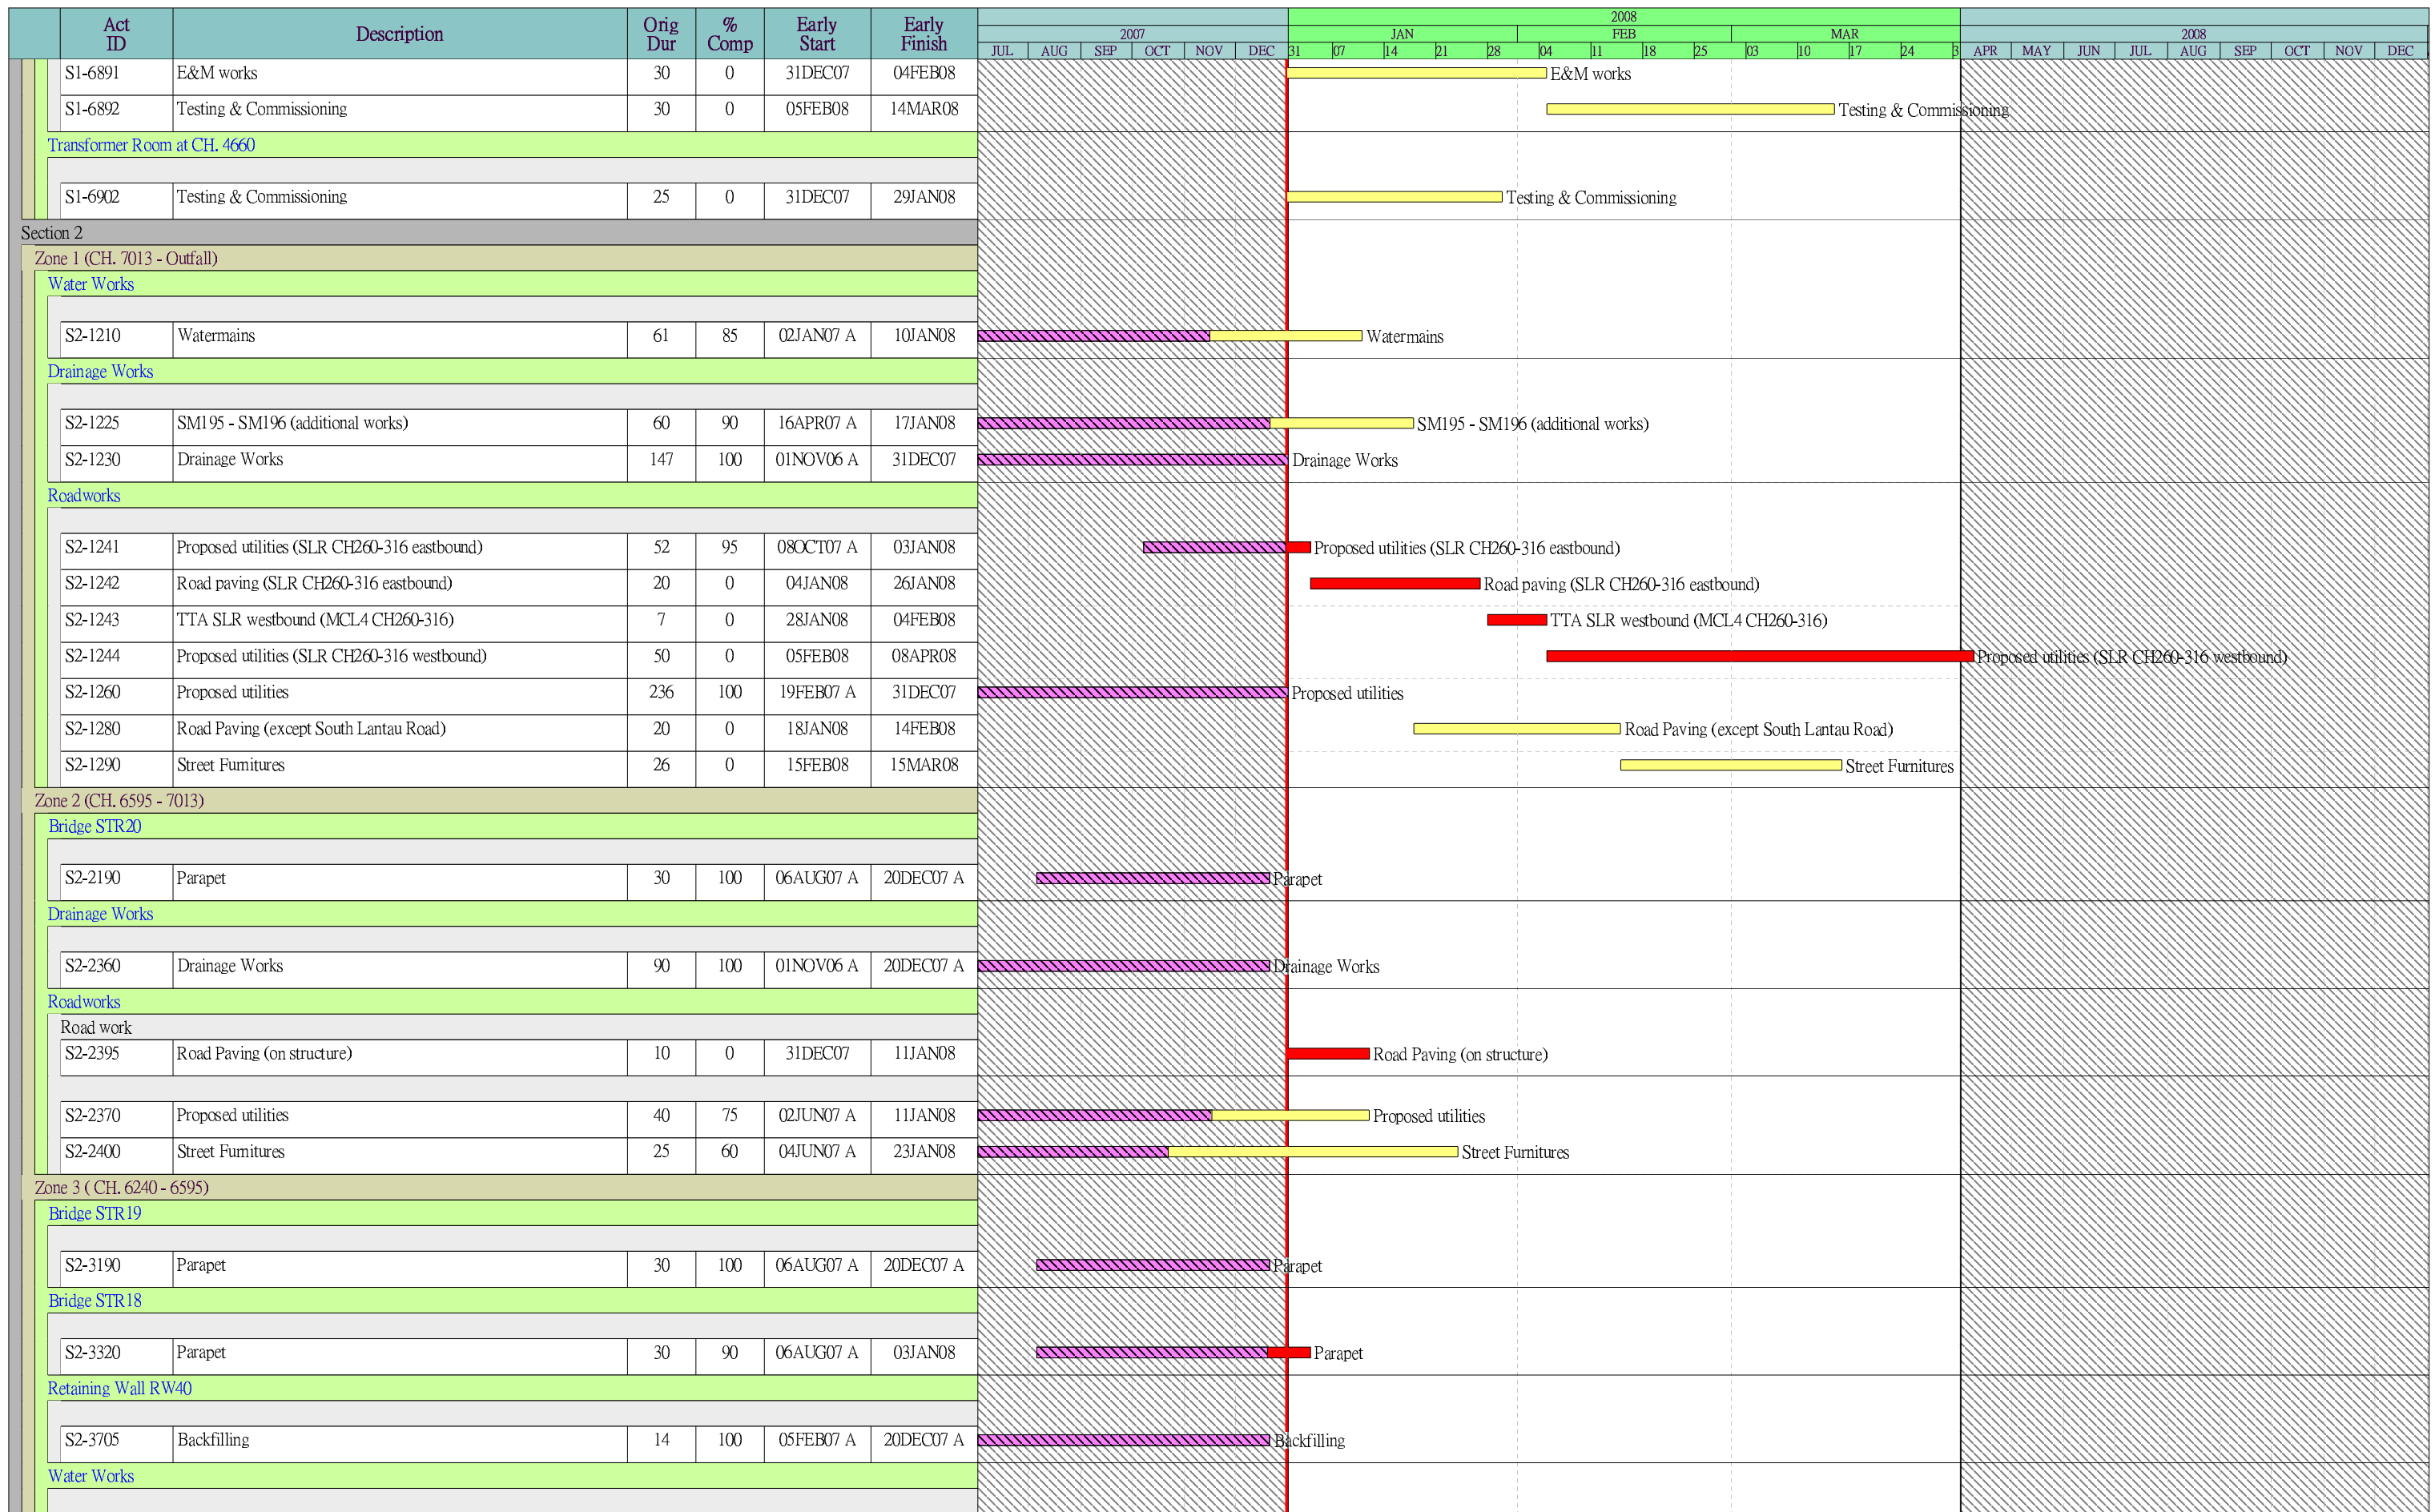 Act ID Description Orig Dur % Comp Early Start Early Finish
2008
2007 JAN FEB MAR 2008
JUL AUG SEP OCT NOV DEC 31 07 14 21 28 04 11 18 25 03 10 17 24 3 APR MAY JUN JUL AUG SEP OCT NOV DEC
S1-6891 E&M works 30 0 31DEC07 04FEB08 E&M works
S1-6892 Testing & Commissioning 30 0 05FEB08 14MAR08 Testing & Commissioning
Transformer Room at CH. 4660
S1-6902 Testing & Commissioning 25 0 31DEC07 29JAN08 Testing & Commissioning
Section 2
Zone 1 (CH. 7013 - Outfall)
Water Works
S2-1210 Watermains 61 85 02JAN07 A 10JAN08 Watermains
Drainage Works
S2-1225 SM195 - SM196 (additional works) 60 90 16APR07 A 17JAN08 SM195 - SM196 (additional works)
S2-1230 Drainage Works 147 100 01NOV06 A 31DEC07 Drainage Works
Roadworks
S2-1241 Proposed utilities (SLR CH260-316 eastbound) 52 95 08OCT07 A 03JAN08 Proposed utilities (SLR CH260-316 eastbound)
S2-1242 Road paving (SLR CH260-316 eastbound) 20 0 04JAN08 26JAN08 Road paving (SLR CH260-316 eastbound)
S2-1243 TTA SLR westbound (MCL4 CH260-316) 7 0 28JAN08 04FEB08 TTA SLR westbound (MCL4 CH260-316)
S2-1244 Proposed utilities (SLR CH260-316 westbound) 50 0 05FEB08 08APR08 Proposed utilities (SLR CH260-316 westbound)
S2-1260 Proposed utilities 236 100 19FEB07 A 31DEC07 Proposed utilities
S2-1280 Road Paving (except South Lantau Road) 20 0 18JAN08 14FEB08 Road Paving (except South Lantau Road)
S2-1290 Street Furnitures 26 0 15FEB08 15MAR08 Street Furnitures
Zone 2 (CH. 6595 - 7013)
Bridge STR20
S2-2190 Parapet 30 100 06AUG07 A 20DEC07 A Parapet
Drainage Works
S2-2360 Drainage Works 90 100 01NOV06 A 20DEC07 A Drainage Works
Roadworks
Road work
S2-2395 Road Paving (on structure) 10 0 31DEC07 11JAN08 Road Paving (on structure)
S2-2370 Proposed utilities 40 75 02JUN07 A 11JAN08 Proposed utilities
S2-2400 Street Furnitures 25 60 04JUN07 A 23JAN08 Street Furnitures
Zone 3 ( CH. 6240 - 6595)
Bridge STR19
S2-3190 Parapet 30 100 06AUG07 A 20DEC07 A Parapet
Bridge STR18
S2-3320 Parapet 30 90 06AUG07 A 03JAN08 Parapet
Retaining Wall RW40
S2-3705 Backfilling 14 100 05FEB07 A 20DEC07 A Backfilling
Water Works